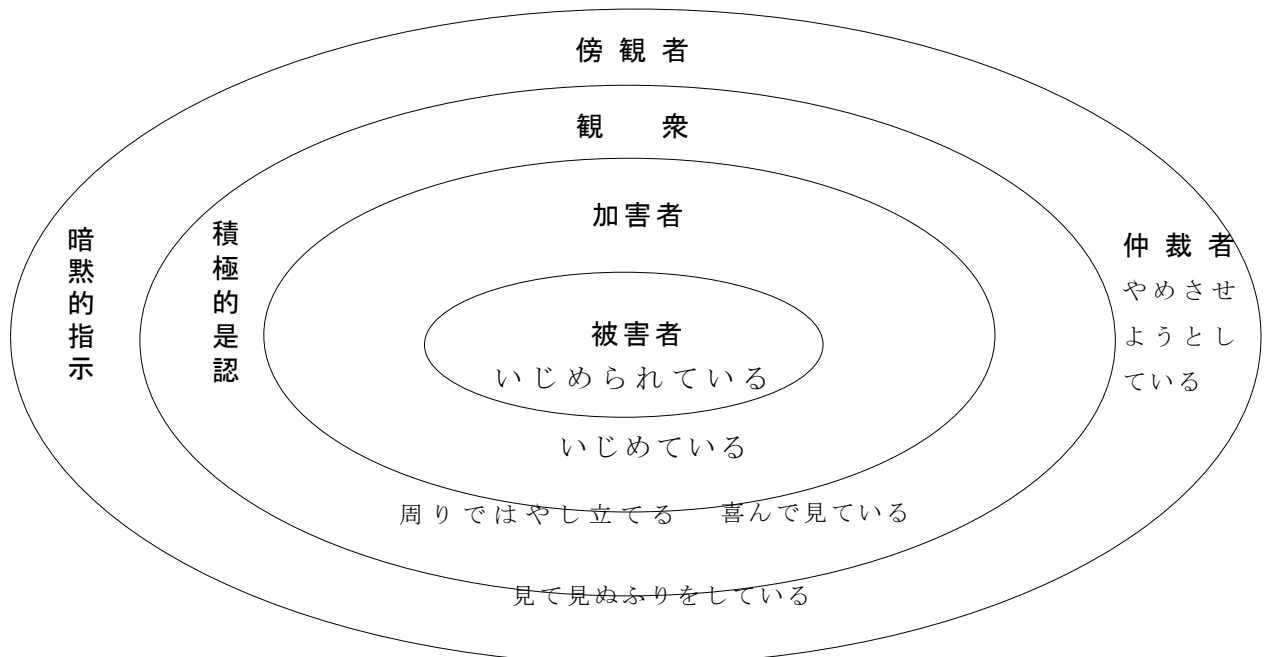 傍観者
観　衆
加害者
暗黙的指示
積極的是認
仲裁者
やめさせ
ようとし
ている
被害者
いじめられている
いじめている
周りではやし立てる　喜んで見ている
見て見ぬふりをしている